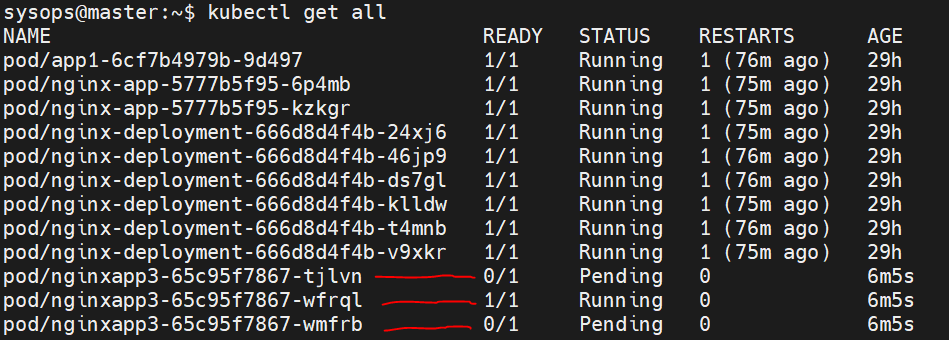 sysops@master:~$ kubectl get all
NAME READY STATUS RESTARTS AGE
pod/app1-6cf7b4979b-9d497 1/1 Running 1 (76m ago) 29h
pod/nginx-app-5777b5f95-6p4mb 1/1 Running 1 (75m ago) 29h
pod/nginx-app-5777b5f95-kzkgr 1/1 Running 1 (75m ago) 29h
pod/nginx-deployment-666d8d4f4b-24xj6 1/1 Running 1 (76m ago) 29h
pod/nginx-deployment-666d8d4f4b-46jp9 1/1 Running 1 (76m ago) 29h
pod/nginx-deployment-666d8d4f4b-ds7gl 1/1 Running 1 (76m ago) 29h
pod/nginx-deployment-666d8d4f4b-klldw 1/1 Running 1 (75m ago) 29h
pod/nginx-deployment-666d8d4f4b-t4mnb 1/1 Running 1 (76m ago) 29h
pod/nginx-deployment-666d8d4f4b-v9xkr 1/1 Running 1 (75m ago) 29h
pod/nginxapp3-65c95f7867-tjlvn 0/1 Pending 0 6m5s
pod/nginxapp3-65c95f7867-wfrql 1/1 Running 0 6m5s
pod/nginxapp3-65c95f7867-wmfrb 0/1 Pending 0 6m5s